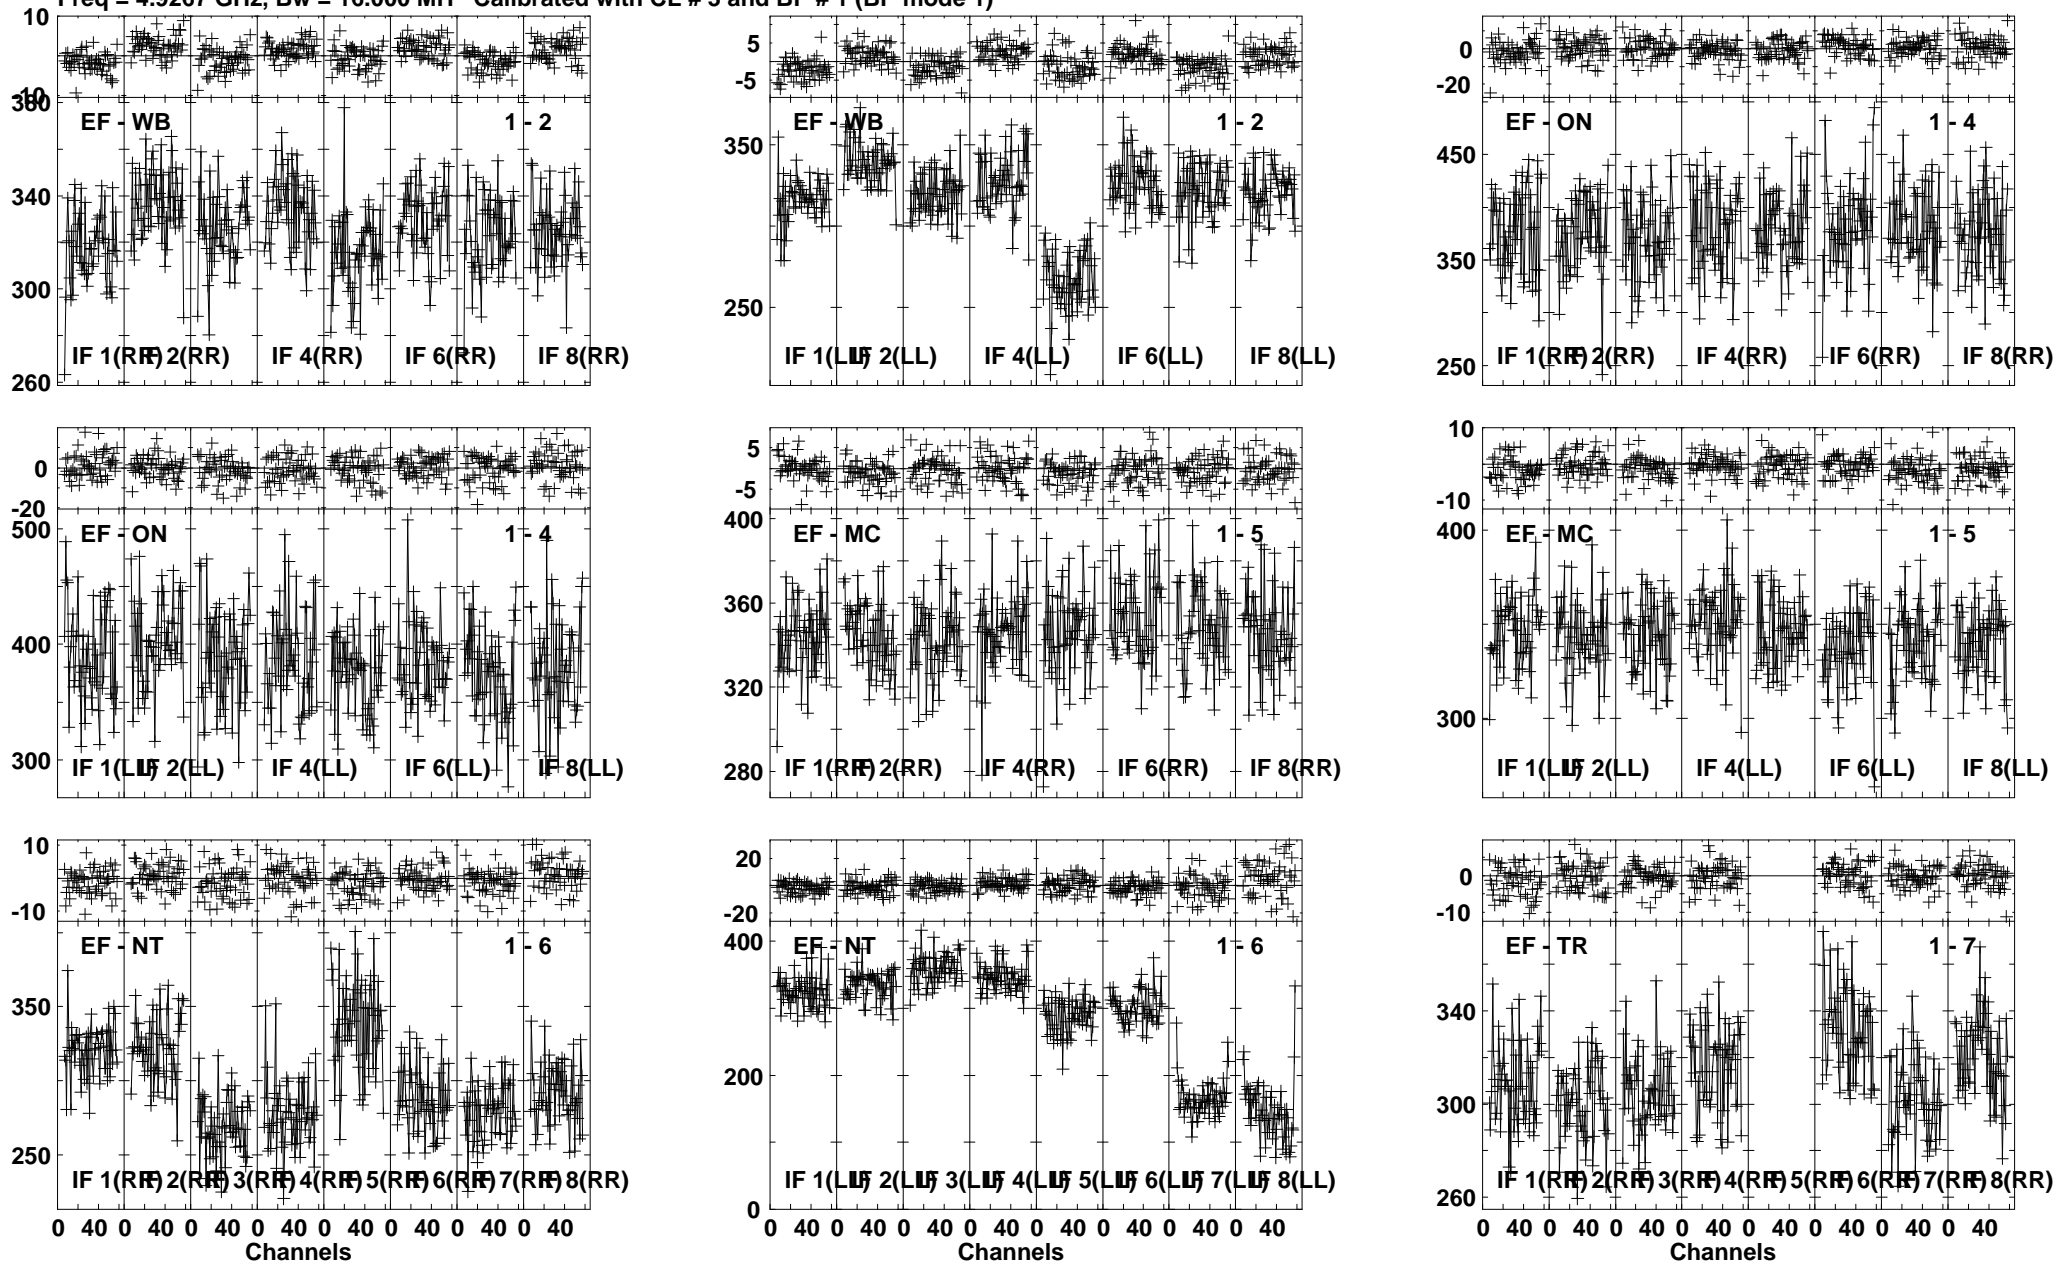 Freq = 4.9267 GHz, Bw = 16.000 MH Calibrated with CL # 3 and BP # 1 (BP mode 1)
10
-10
380
340
300
260
EF - WB 1 - 2
IF 1(RR) IF 2(RR) IF 4(RR) IF 6(RR) IF 8(RR)
5
-5
350
250
EF - WB 1 - 2
IF 1(LL) IF 2(LL) IF 4(LL) IF 6(LL) IF 8(LL)
0
-20
450
350
250
EF - ON 1 - 4
IF 1(RR) IF 2(RR) IF 4(RR) IF 6(RR) IF 8(RR)
0
-20
500
400
300
EF - ON 1 - 4
IF 1(LL) IF 2(LL) IF 4(LL) IF 6(LL) IF 8(LL)
5
-5
400
360
320
280
EF - MC 1 - 5
IF 1(RR) IF 2(RR) IF 4(RR) IF 6(RR) IF 8(RR)
10
-10
400
300
EF - MC 1 - 5
IF 1(LL) IF 2(LL) IF 4(LL) IF 6(LL) IF 8(LL)
10
-10
350
250
EF - NT 1 - 6
IF 1(RR) IF 2(RR) IF 3(RR) IF 4(RR) IF 5(RR) IF 6(RR) IF 7(RR) IF 8(RR)
0 40 0 40 0 40 0 40 0 40 0 40 0 40 0 40
Channels
20
-20
400
200
0
EF - NT 1 - 6
IF 1(LL) IF 2(LL) IF 3(LL) IF 4(LL) IF 5(LL) IF 6(LL) IF 7(LL) IF 8(LL)
0 40 0 40 0 40 0 40 0 40 0 40 0 40 0 40
Channels
0
-10
340
300
260
EF - TR 1 - 7
IF 1(RR) IF 2(RR) IF 3(RR) IF 4(RR) IF 5(RR) IF 6(RR) IF 7(RR) IF 8(RR)
0 40 0 40 0 40 0 40 0 40 0 40 0 40 0 40
Channels